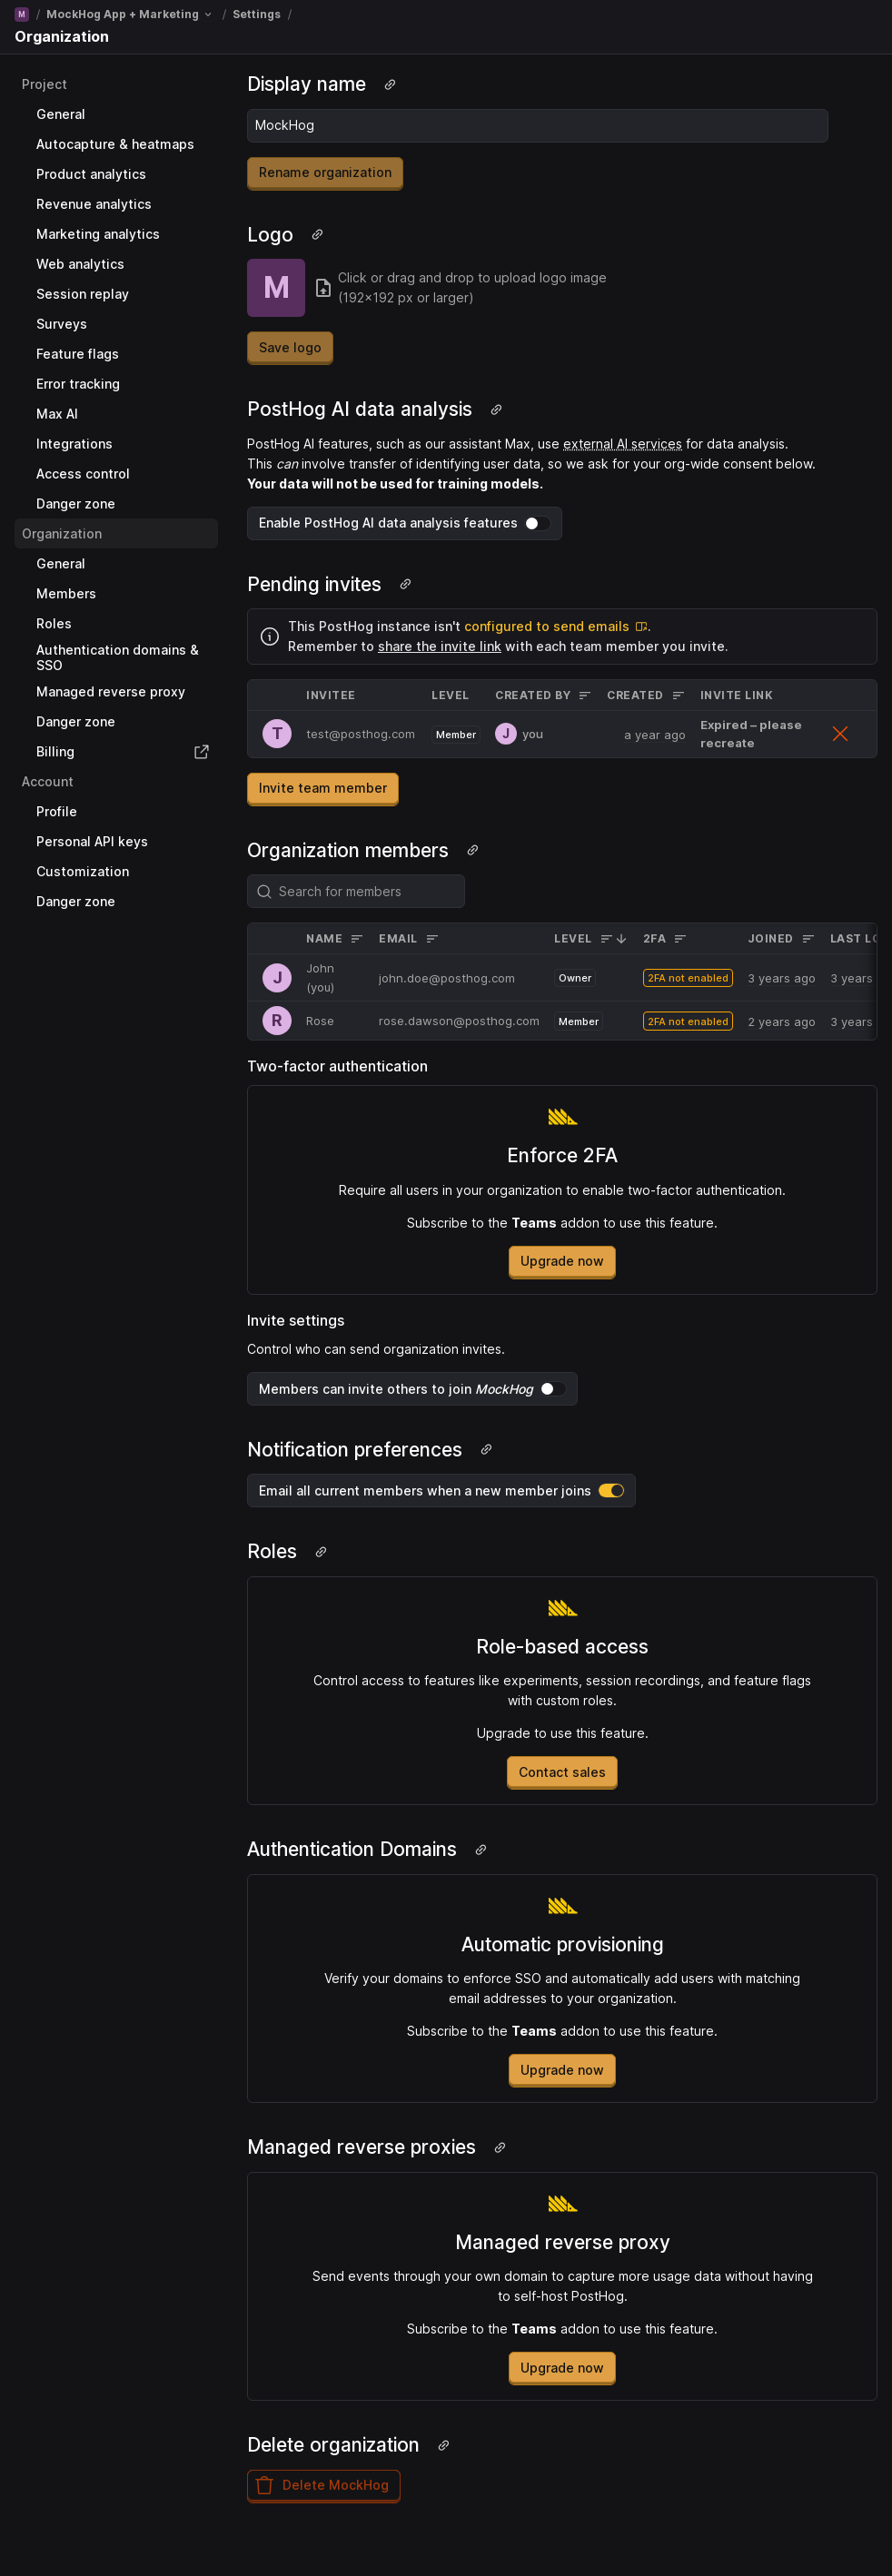 M / MockHog App + Marketing / Settings /
Organization
Project
General
Autocapture & heatmaps
Product analytics
Revenue analytics
Marketing analytics
Web analytics
Session replay
Surveys
Feature flags
Error tracking
Max AI
Integrations
Access control
Danger zone
Organization
General
Members
Roles
Authentication domains &
SSO
Managed reverse proxy
Danger zone
Billing
Account
Profile
Personal API keys
Customization
Danger zone
Display name
MockHog
Rename organization
Logo
M
Click or drag and drop to upload logo image
(192x192 px or larger)
Save logo
PostHog AI data analysis
PostHog AI features, such as our assistant Max, use external AI services for data analysis.
This can involve transfer of identifying user data, so we ask for your org-wide consent below.
Your data will not be used for training models.
Enable PostHog AI data analysis features
Pending invites
This PostHog instance isn't configured to send emails.
Remember to share the invite link with each team member you invite.
INVITEE LEVEL CREATED BY CREATED INVITE LINK
T test@posthog.com Member J you a year ago Expired – please
recreate
Invite team member
Organization members
Search for members
NAME EMAIL LEVEL 2FA JOINED LAST LO
J John
(you) john.doe@posthog.com Owner 2FA not enabled 3 years ago 3 years
R Rose rose.dawson@posthog.com Member 2FA not enabled 2 years ago 3 years
Two-factor authentication
Enforce 2FA
Require all users in your organization to enable two-factor authentication.
Subscribe to the Teams addon to use this feature.
Upgrade now
Invite settings
Control who can send organization invites.
Members can invite others to join MockHog
Notification preferences
Email all current members when a new member joins
Roles
Role-based access
Control access to features like experiments, session recordings, and feature flags
with custom roles.
Upgrade to use this feature.
Contact sales
Authentication Domains
Automatic provisioning
Verify your domains to enforce SSO and automatically add users with matching
email addresses to your organization.
Subscribe to the Teams addon to use this feature.
Upgrade now
Managed reverse proxies
Managed reverse proxy
Send events through your own domain to capture more usage data without having
to self-host PostHog.
Subscribe to the Teams addon to use this feature.
Upgrade now
Delete organization
Delete MockHog